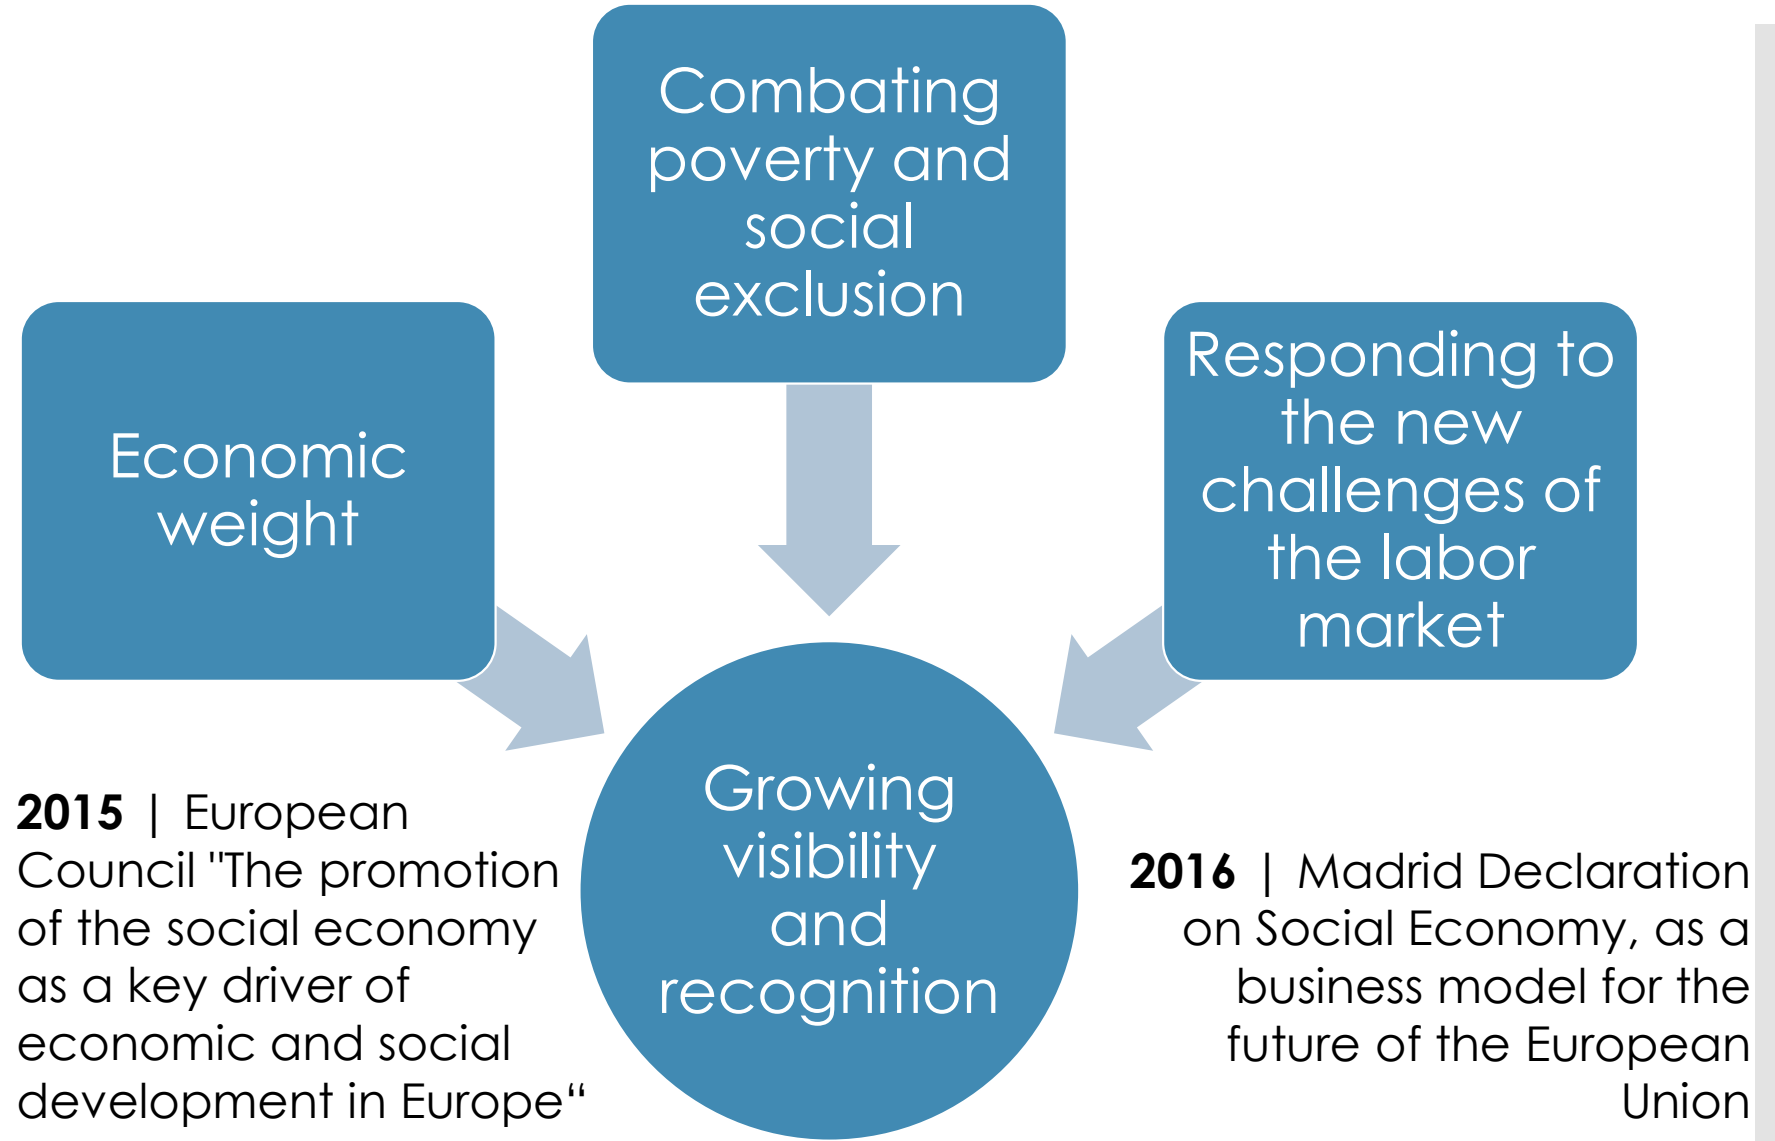 Combating
poverty and
social
exclusion
Economic
weight
Responding to
the new
challenges of
the labor
market
Growing
visibility
and
recognition
2015 | European
Council "The promotion
of the social economy
as a key driver of
economic and social
development in Europe“
2016 | Madrid Declaration
on Social Economy, as a
business model for the
future of the European
Union